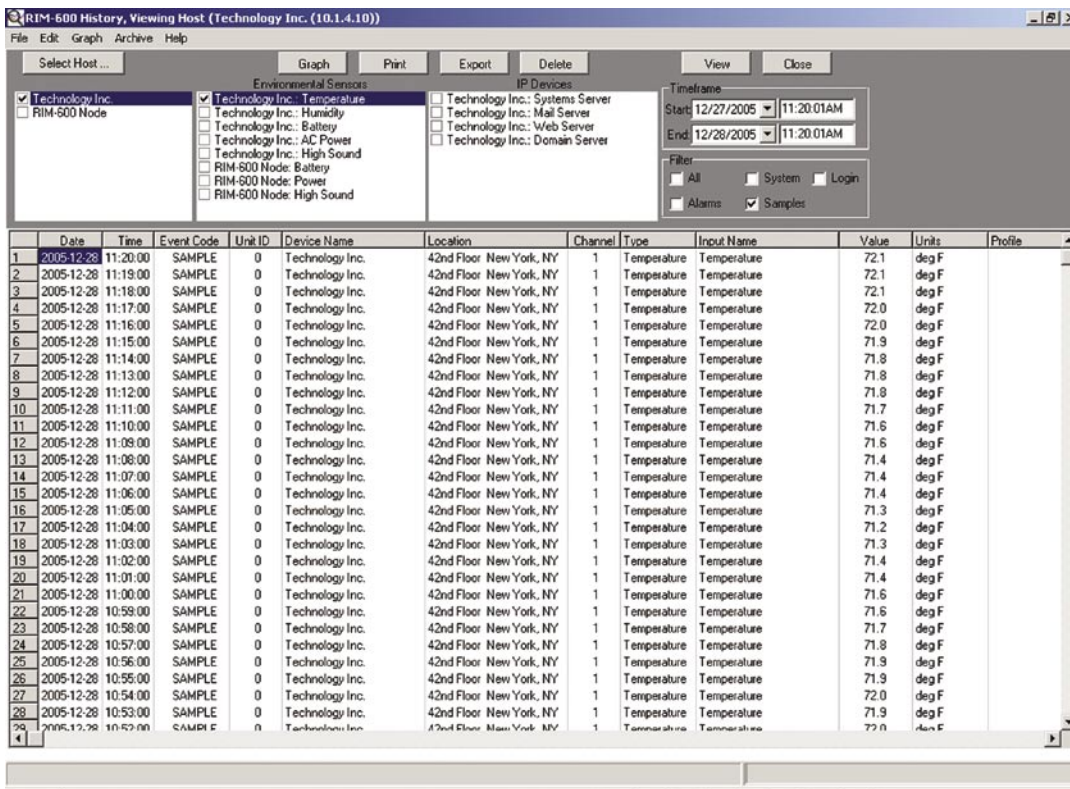 RIM-600 History, Viewing Host (Technology Inc. (10.1.4.10))
File Edit Graph Archive Help
Select Host ... Graph Print Export Delete View Close
Environmental Sensors IP Devices
Technology Inc.
RIM-600 Node
Technology Inc.: Temperature
Technology Inc.: Humidity
Technology Inc.: Battery
Technology Inc.: AC Power
Technology Inc.: High Sound
RIM-600 Node: Battery
RIM-600 Node: Power
RIM-600 Node: High Sound
Technology Inc.: Systems Server
Technology Inc.: Mail Server
Technology Inc.: Web Server
Technology Inc.: Domain Server
Timeframe
Start: 12/27/2005 11:20:01AM
End: 12/28/2005 11:20:01AM
Filter
All System Login
Alarms Samples
Date Time Event Code Unit ID Device Name Location Channel Type Input Name Value Units Profile
1 2005-12-28 11:20:00 SAMPLE 0 Technology Inc. 42nd Floor New York, NY 1 Temperature Temperature 72.1 deg F
2 2005-12-28 11:19:00 SAMPLE 0 Technology Inc. 42nd Floor New York, NY 1 Temperature Temperature 72.1 deg F
3 2005-12-28 11:18:00 SAMPLE 0 Technology Inc. 42nd Floor New York, NY 1 Temperature Temperature 72.1 deg F
4 2005-12-28 11:17:00 SAMPLE 0 Technology Inc. 42nd Floor New York, NY 1 Temperature Temperature 72.0 deg F
5 2005-12-28 11:16:00 SAMPLE 0 Technology Inc. 42nd Floor New York, NY 1 Temperature Temperature 72.0 deg F
6 2005-12-28 11:15:00 SAMPLE 0 Technology Inc. 42nd Floor New York, NY 1 Temperature Temperature 71.9 deg F
7 2005-12-28 11:14:00 SAMPLE 0 Technology Inc. 42nd Floor New York, NY 1 Temperature Temperature 71.8 deg F
8 2005-12-28 11:13:00 SAMPLE 0 Technology Inc. 42nd Floor New York, NY 1 Temperature Temperature 71.8 deg F
9 2005-12-28 11:12:00 SAMPLE 0 Technology Inc. 42nd Floor New York, NY 1 Temperature Temperature 71.8 deg F
10 2005-12-28 11:11:00 SAMPLE 0 Technology Inc. 42nd Floor New York, NY 1 Temperature Temperature 71.7 deg F
11 2005-12-28 11:10:00 SAMPLE 0 Technology Inc. 42nd Floor New York, NY 1 Temperature Temperature 71.6 deg F
12 2005-12-28 11:09:00 SAMPLE 0 Technology Inc. 42nd Floor New York, NY 1 Temperature Temperature 71.6 deg F
13 2005-12-28 11:08:00 SAMPLE 0 Technology Inc. 42nd Floor New York, NY 1 Temperature Temperature 71.4 deg F
14 2005-12-28 11:07:00 SAMPLE 0 Technology Inc. 42nd Floor New York, NY 1 Temperature Temperature 71.4 deg F
15 2005-12-28 11:06:00 SAMPLE 0 Technology Inc. 42nd Floor New York, NY 1 Temperature Temperature 71.4 deg F
16 2005-12-28 11:05:00 SAMPLE 0 Technology Inc. 42nd Floor New York, NY 1 Temperature Temperature 71.3 deg F
17 2005-12-28 11:04:00 SAMPLE 0 Technology Inc. 42nd Floor New York, NY 1 Temperature Temperature 71.2 deg F
18 2005-12-28 11:03:00 SAMPLE 0 Technology Inc. 42nd Floor New York, NY 1 Temperature Temperature 71.3 deg F
19 2005-12-28 11:02:00 SAMPLE 0 Technology Inc. 42nd Floor New York, NY 1 Temperature Temperature 71.4 deg F
20 2005-12-28 11:01:00 SAMPLE 0 Technology Inc. 42nd Floor New York, NY 1 Temperature Temperature 71.4 deg F
21 2005-12-28 11:00:00 SAMPLE 0 Technology Inc. 42nd Floor New York, NY 1 Temperature Temperature 71.6 deg F
22 2005-12-28 10:59:00 SAMPLE 0 Technology Inc. 42nd Floor New York, NY 1 Temperature Temperature 71.6 deg F
23 2005-12-28 10:58:00 SAMPLE 0 Technology Inc. 42nd Floor New York, NY 1 Temperature Temperature 71.7 deg F
24 2005-12-28 10:57:00 SAMPLE 0 Technology Inc. 42nd Floor New York, NY 1 Temperature Temperature 71.8 deg F
25 2005-12-28 10:56:00 SAMPLE 0 Technology Inc. 42nd Floor New York, NY 1 Temperature Temperature 71.9 deg F
26 2005-12-28 10:55:00 SAMPLE 0 Technology Inc. 42nd Floor New York, NY 1 Temperature Temperature 71.9 deg F
27 2005-12-28 10:54:00 SAMPLE 0 Technology Inc. 42nd Floor New York, NY 1 Temperature Temperature 72.0 deg F
28 2005-12-28 10:53:00 SAMPLE 0 Technology Inc. 42nd Floor New York, NY 1 Temperature Temperature 71.9 deg F
29 2005-12-28 10:52:00 SAMPLE 0 Technology Inc. 42nd Floor New York, NY 1 Temperature Temperature 72.0 deg F